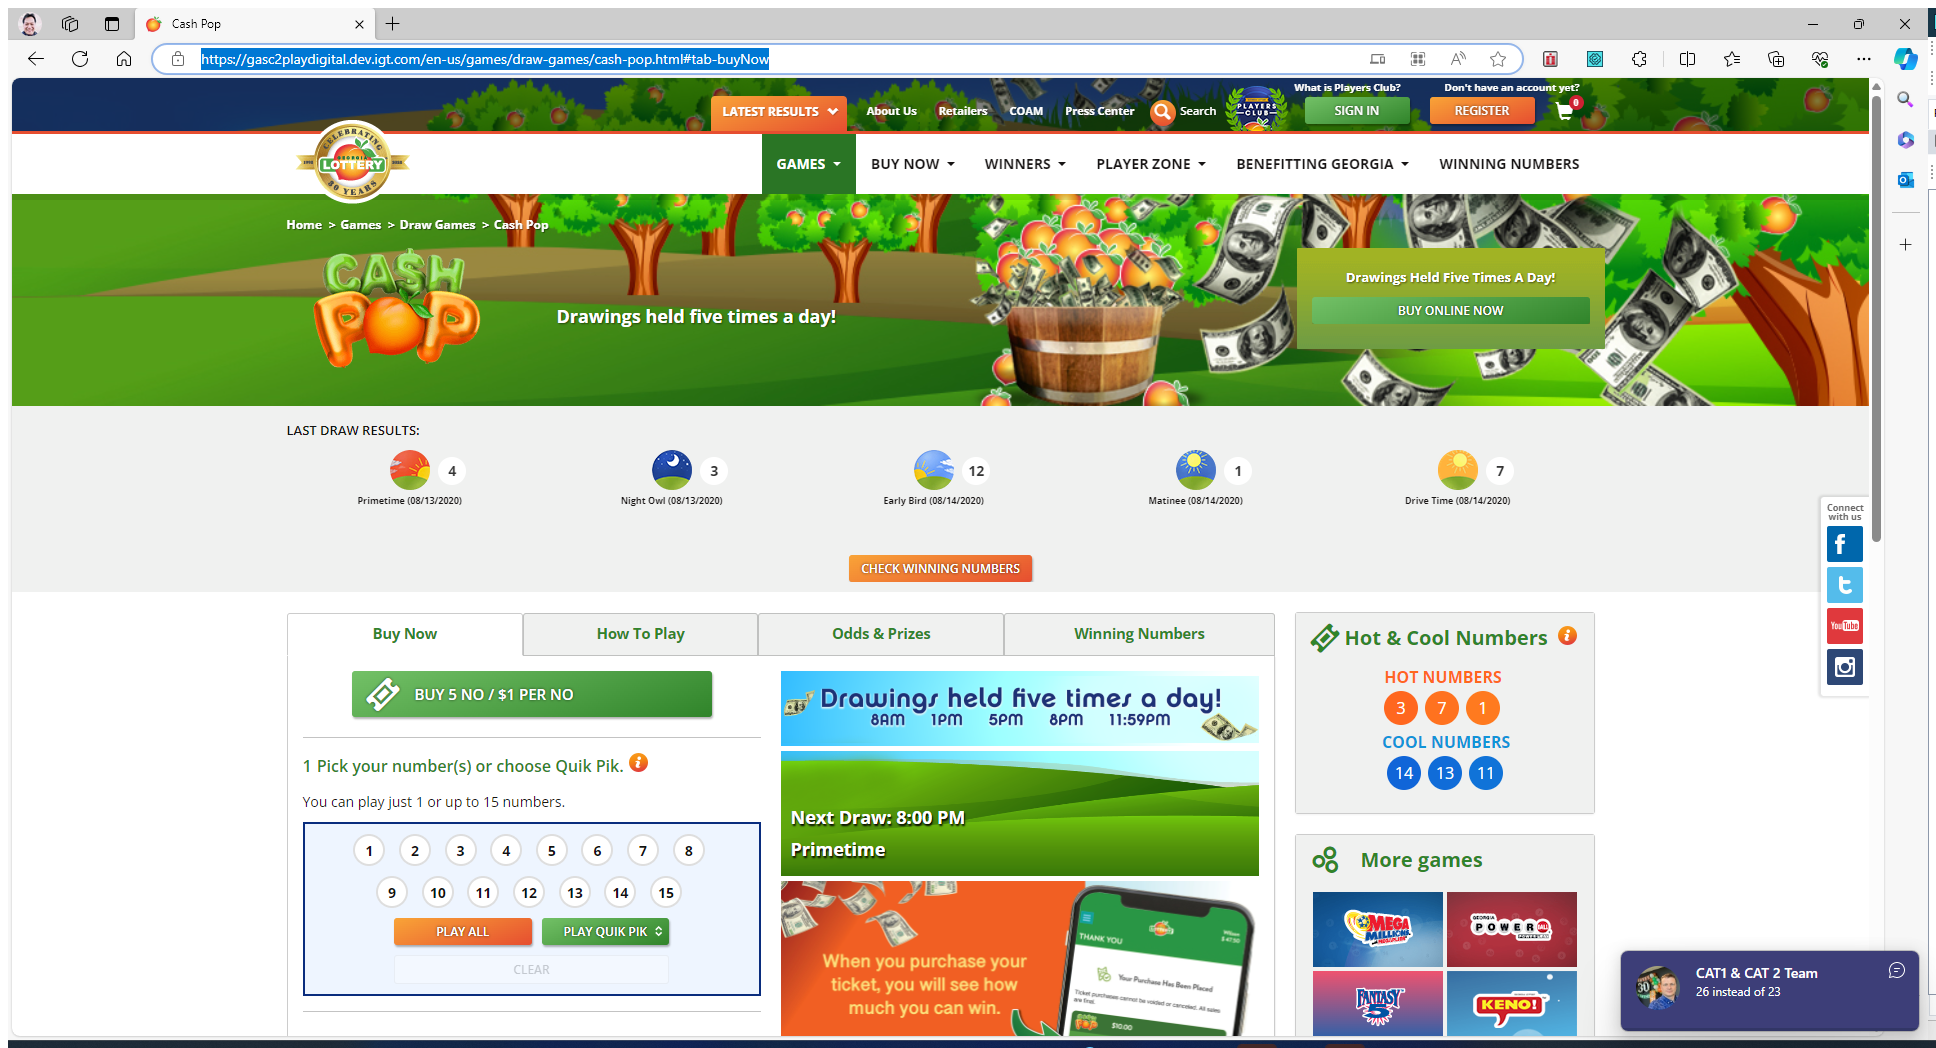 Cash Pop
https://gasc2playdigital.dev.igt.com/en-us/games/draw-games/cash-pop.html#tab-buyNow
What is Players Club?
Don't have an account yet?
LATEST RESULTS
About Us
Retailers
COAM
Press Center
Search
PLAYERS
CLUB
SIGN IN
REGISTER
0
CELEBRATING
GEORGIA
LOTTERY
30 YEARS
GAMES
BUY NOW
WINNERS
PLAYER ZONE
BENEFITTING GEORGIA
WINNING NUMBERS
Home > Games > Draw Games > Cash Pop
CA$H
POP
Drawings held five times a day!
Drawings Held Five Times A Day!
BUY ONLINE NOW
LAST DRAW RESULTS:
4
Primetime (08/13/2020)
3
Night Owl (08/13/2020)
12
Early Bird (08/14/2020)
1
Matinee (08/14/2020)
7
Drive Time (08/14/2020)
CHECK WINNING NUMBERS
Connect
with us
f
t
YouTube
Buy Now
How To Play
Odds & Prizes
Winning Numbers
BUY 5 NO / $1 PER NO
1 Pick your number(s) or choose Quik Pik.
i
You can play just 1 or up to 15 numbers.
1 2 3 4 5 6 7 8
9 10 11 12 13 14 15
PLAY ALL
PLAY QUIK PIK
CLEAR
Drawings held five times a day!
8AM 1PM 5PM 8PM 11:59PM
Next Draw: 8:00 PM
Primetime
When you purchase your
ticket, you will see how
much you can win.
THANK YOU
Your Purchase Has Been Placed
Ticket purchases cannot be voided or canceled. All sales
are final.
$10.00
Hot & Cool Numbers
i
HOT NUMBERS
3 7 1
COOL NUMBERS
14 13 11
More games
MEGA
MILLIONS
GEORGIA
POWERBALL
FANTASY
5
KENO!
CAT1 & CAT 2 Team
26 instead of 23